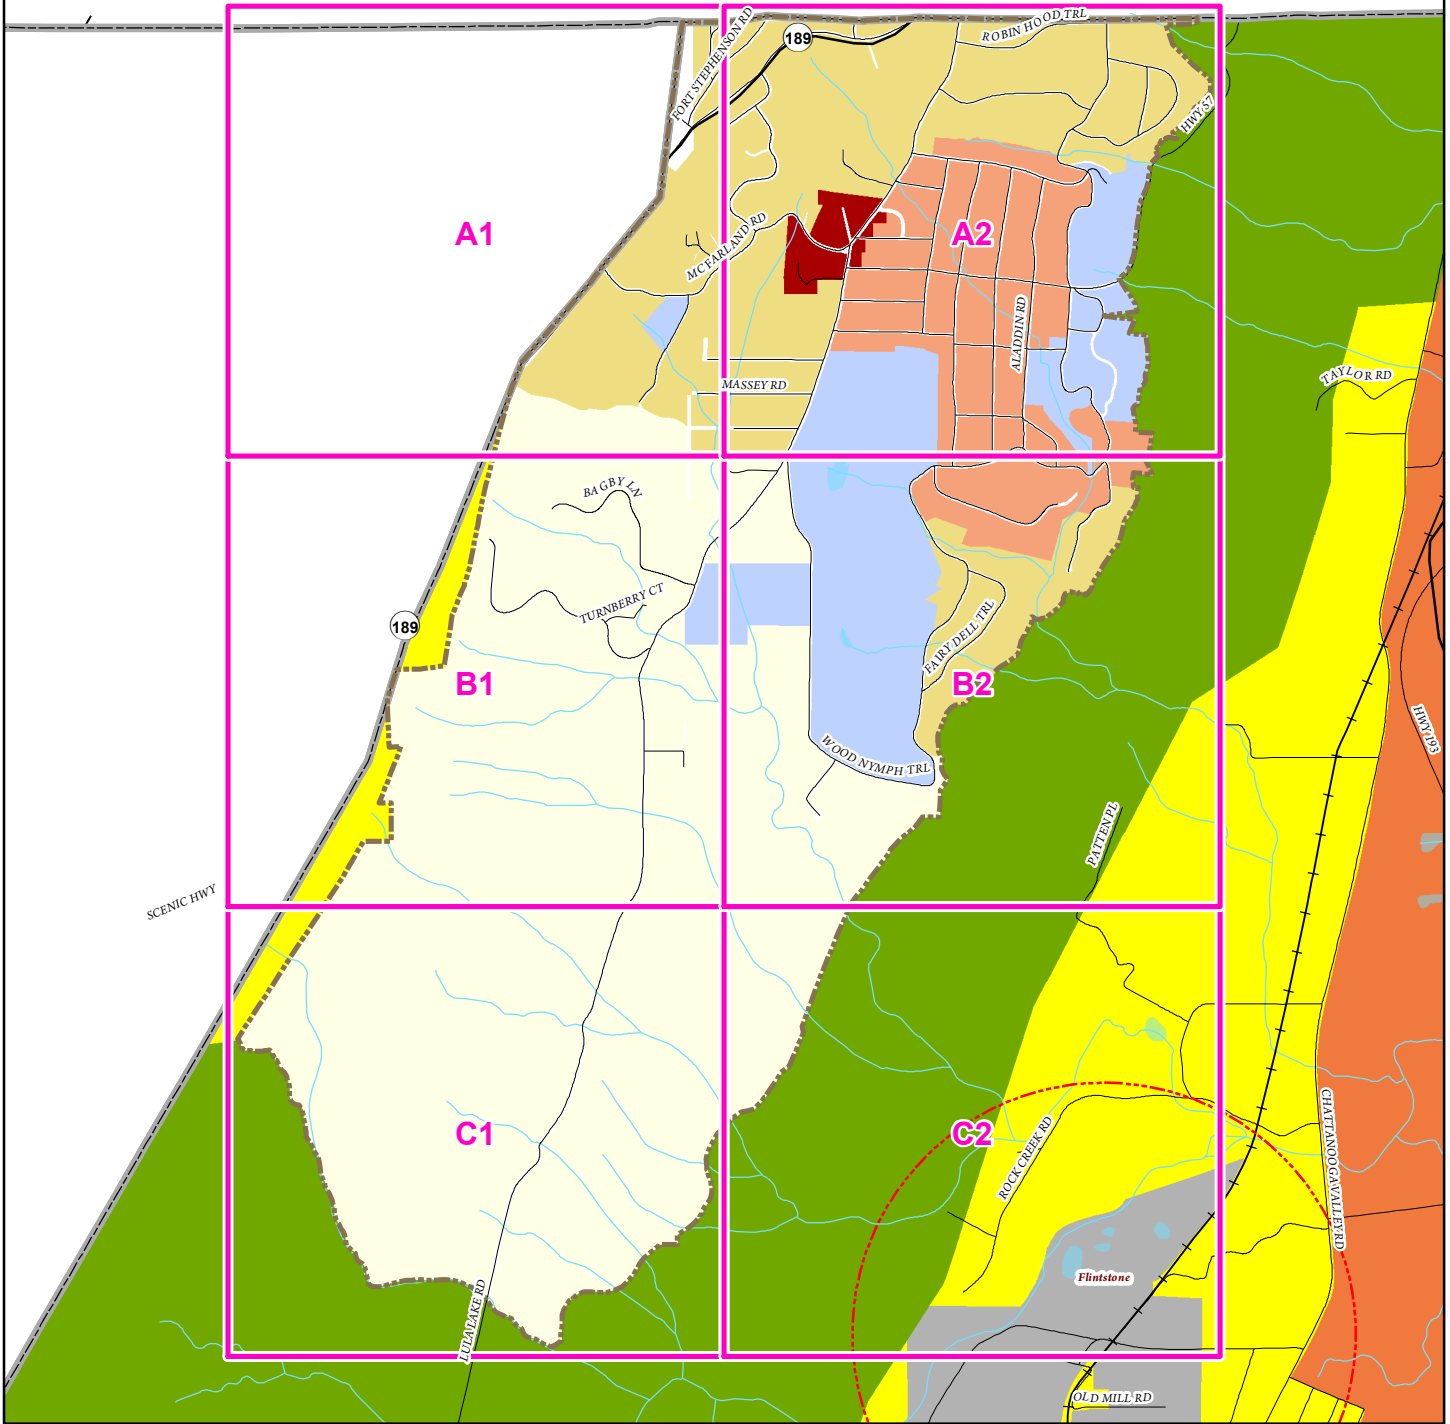 FORT STEPHENSON RD
189
ROBIN HOOD TRL
HWY 57
A1
MCFARLAND RD
A2
ALADDIN RD
TAYLOR RD
MASSEY RD
BAGBY LN
TURNBERRY CT
189
FAIRY DELL TRL
B1
B2
HWY 193
WOOD NYMPH TRL
PATTEN PL
SCENIC HWY
C1
C2
ROCK CREEK RD
CHATTANOOGA VALLEY RD
Flintstone
LULA LAKE RD
OLD MILL RD